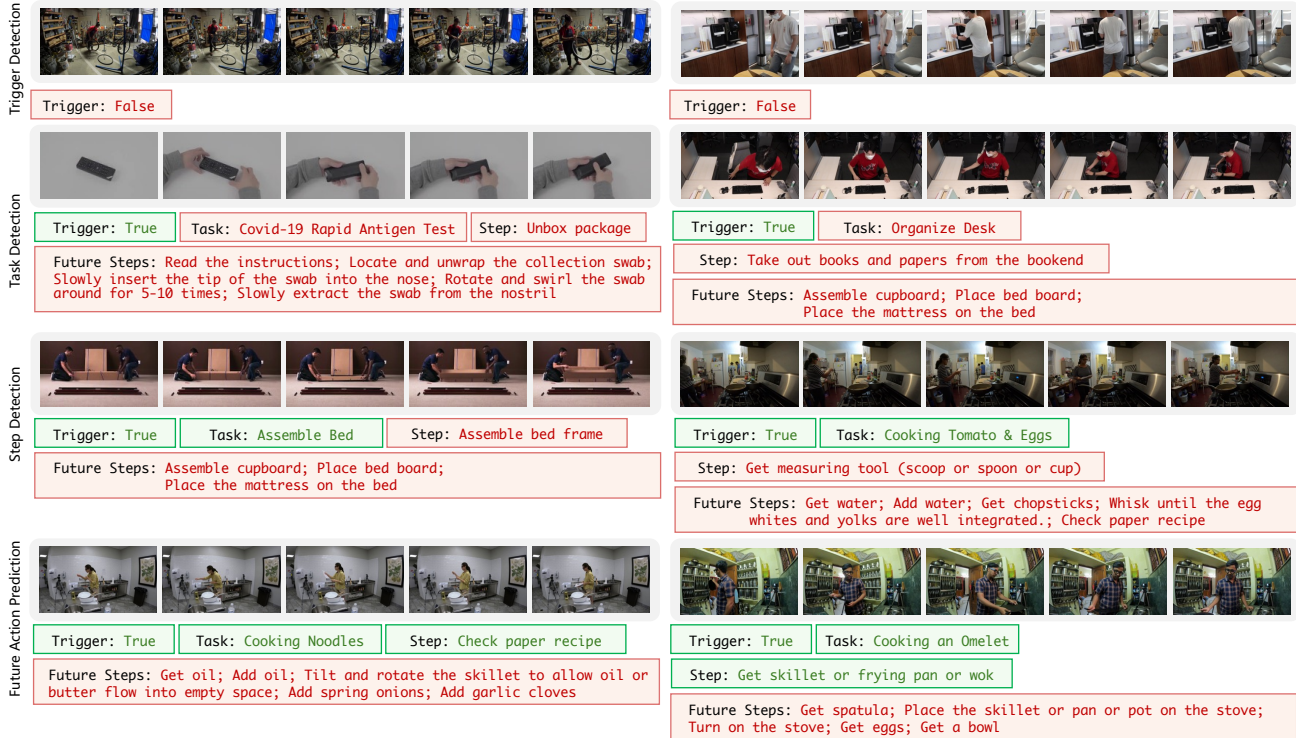 Trigger Detection
Trigger: False
Trigger: False
Task Detection
Trigger: True
Task: Covid-19 Rapid Antigen Test
Step: Unbox package
Future Steps: Read the instructions; Locate and unwrap the collection swab;
Slowly insert the tip of the swab into the nose; Rotate and swirl the swab
around for 5-10 times; Slowly extract the swab from the nostril
Trigger: True
Task: Organize Desk
Step: Take out books and papers from the bookend
Future Steps: Assemble cupboard; Place bed board;
Place the mattress on the bed
Step Detection
Trigger: True
Task: Assemble Bed
Step: Assemble bed frame
Future Steps: Assemble cupboard; Place bed board;
Place the mattress on the bed
Trigger: True
Task: Cooking Tomato & Eggs
Step: Get measuring tool (scoop or spoon or cup)
Future Steps: Get water; Add water; Get chopsticks; Whisk until the egg
whites and yolks are well integrated.; Check paper recipe
Future Action Prediction
Trigger: True
Task: Cooking Noodles
Step: Check paper recipe
Future Steps: Get oil; Add oil; Tilt and rotate the skillet to allow oil or
butter flow into empty space; Add spring onions; Add garlic cloves
Trigger: True
Task: Cooking an Omelet
Step: Get skillet or frying pan or wok
Future Steps: Get spatula; Place the skillet or pan or pot on the stove;
Turn on the stove; Get eggs; Get a bowl